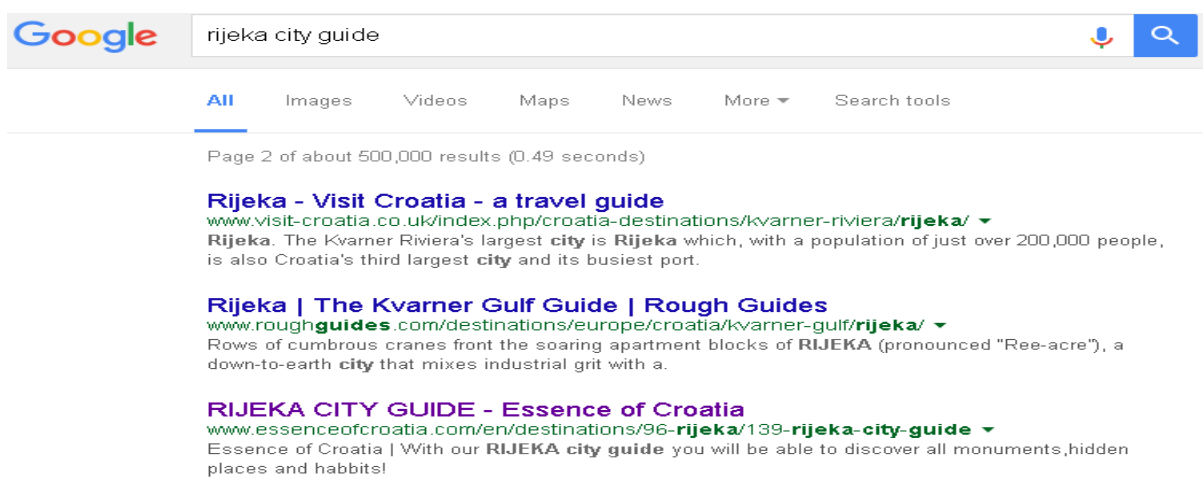 Google rijeka city guide
All Images Videos Maps News More Search tools
Page 2 of about 500,000 results (0.49 seconds)
Rijeka - Visit Croatia - a travel guide
www.visit-croatia.co.uk/index.php/croatia-destinations/kvarner-riviera/rijeka/
Rijeka. The Kvarner Riviera's largest city is Rijeka which, with a population of just over 200,000 people,
is also Croatia's third largest city and its busiest port.
Rijeka | The Kvarner Gulf Guide | Rough Guides
www.roughguides.com/destinations/europe/croatia/kvarner-gulf/rijeka/
Rows of cumbrous cranes front the soaring apartment blocks of RIJEKA (pronounced "Ree-acre"), a
down-to-earth city that mixes industrial grit with a.
RIJEKA CITY GUIDE - Essence of Croatia
www.essenceofcroatia.com/en/destinations/96-rijeka/139-rijeka-city-guide
Essence of Croatia | With our RIJEKA city guide you will be able to discover all monuments,hidden
places and habbits!